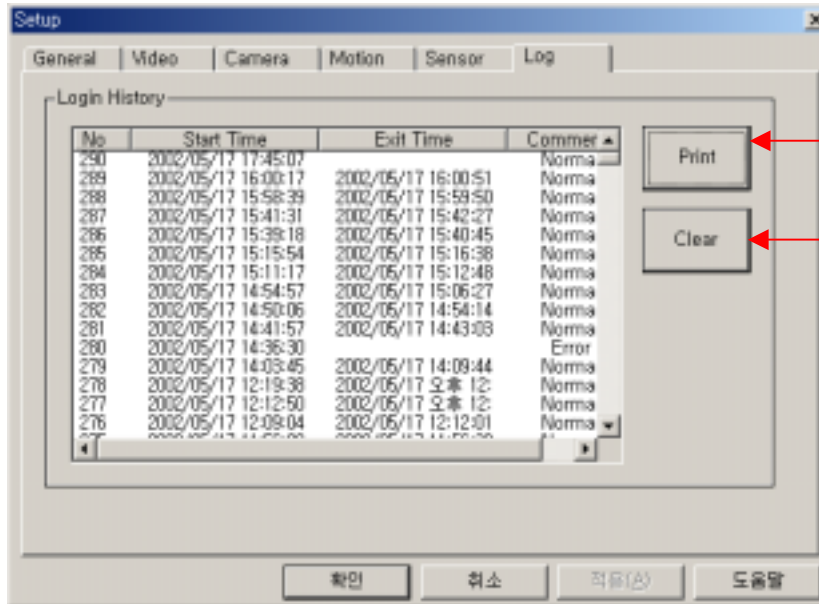 Setup
General Video Camera Motion Sensor Log
Login History
No Start Time Exit Time Commer
290 2002/05/17 17:45:07 Norma
289 2002/05/17 16:00:17 2002/05/17 16:00:51 Norma
288 2002/05/17 15:58:39 2002/05/17 15:59:50 Norma
287 2002/05/17 15:41:31 2002/05/17 15:42:27 Norma
286 2002/05/17 15:39:18 2002/05/17 15:40:45 Norma
285 2002/05/17 15:15:54 2002/05/17 15:16:38 Norma
284 2002/05/17 15:11:17 2002/05/17 15:12:48 Norma
283 2002/05/17 14:54:57 2002/05/17 15:06:27 Norma
282 2002/05/17 14:50:06 2002/05/17 14:54:14 Norma
281 2002/05/17 14:41:57 2002/05/17 14:43:03 Norma
280 2002/05/17 14:36:30 Error
279 2002/05/17 14:03:45 2002/05/17 14:09:44 Norma
278 2002/05/17 12:19:38 2002/05/17 오후 12: Norma
277 2002/05/17 12:12:50 2002/05/17 오후 12: Norma
276 2002/05/17 12:09:04 2002/05/17 12:12:01 Norma
Print
Clear
확인 취소 적용(A) 도움말